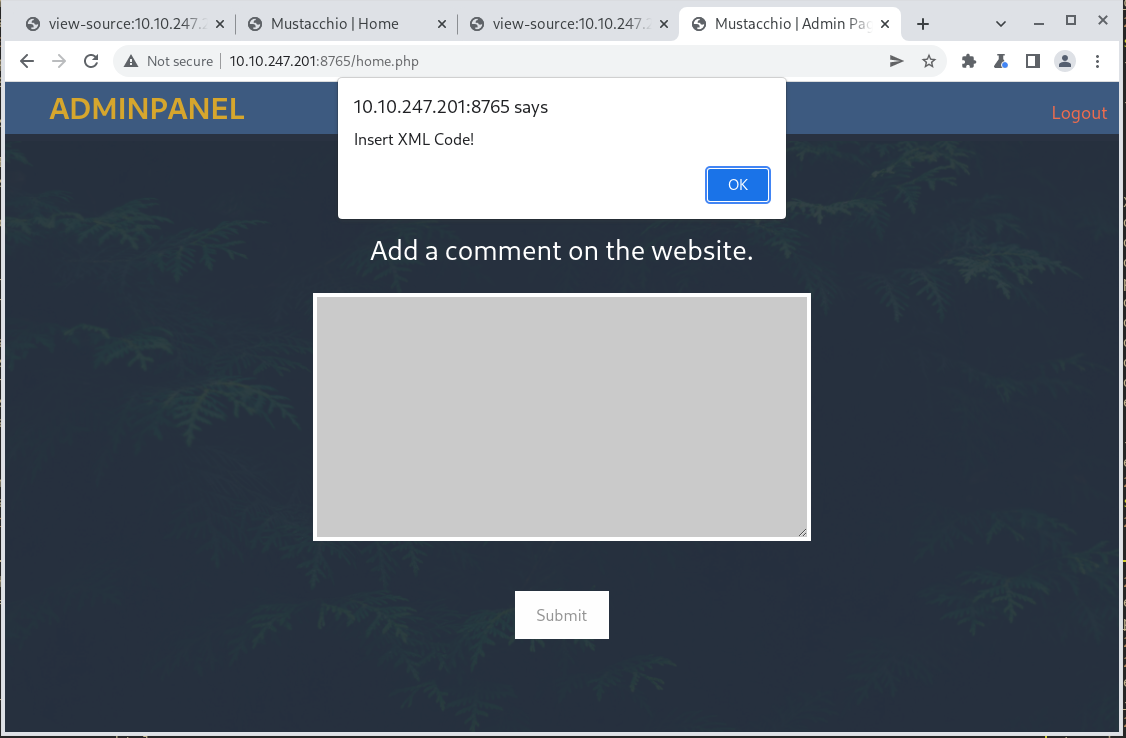 view-source:10.10.247.2
Mustacchio | Home
view-source:10.10.247.2
Mustacchio | Admin Pag
Not secure
10.10.247.201:8765/home.php
ADMINPANEL
Logout
10.10.247.201:8765 says
Insert XML Code!
OK
Add a comment on the website.
Submit